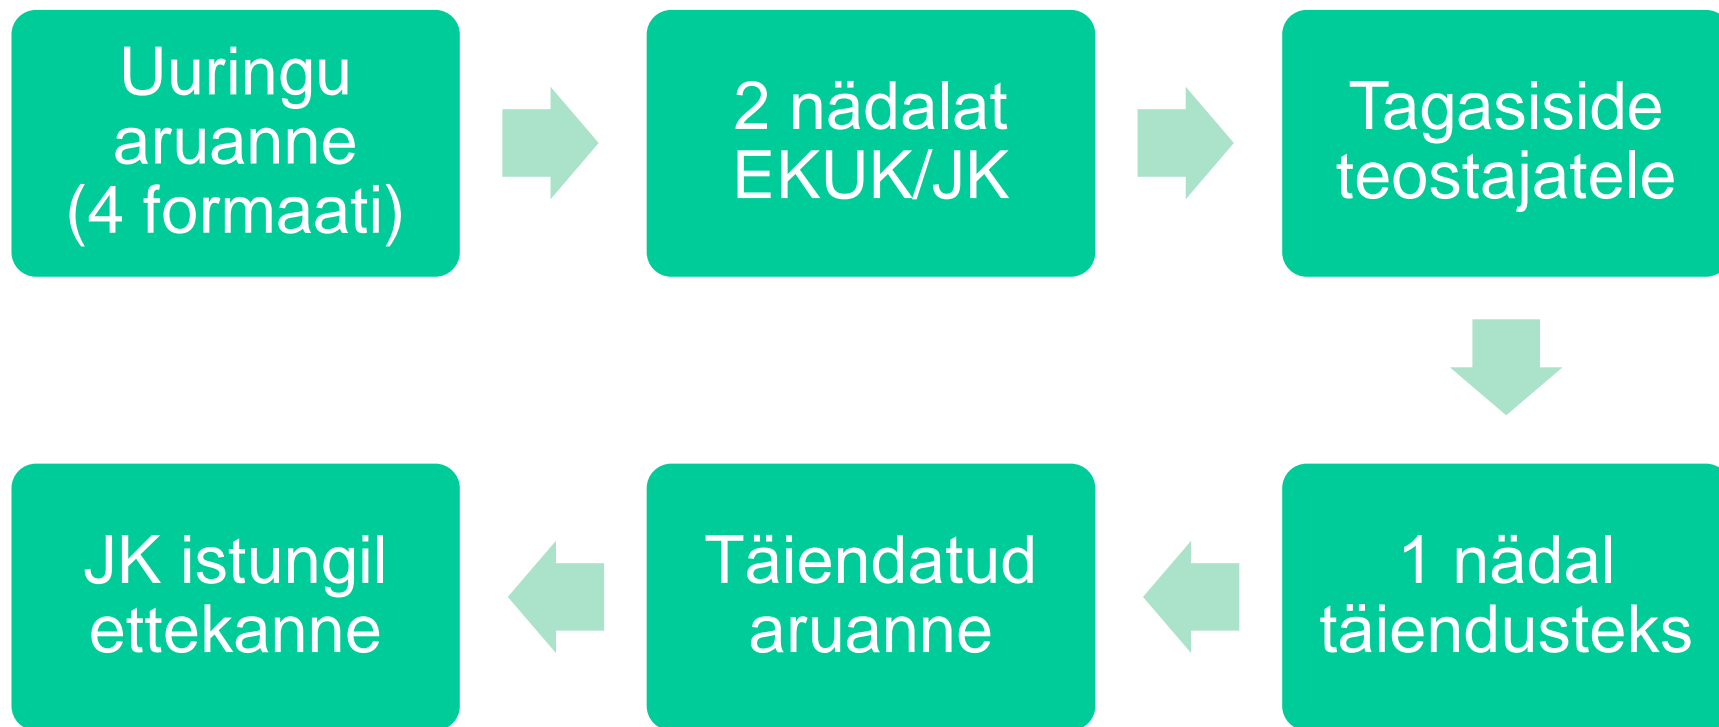 Uuringu
aruanne
(4 formaati)
2 nädalat
EKUK/JK
Tagasiside
teostajatele
1 nädal
täiendusteks
Täiendatud
aruanne
JK istungil
ettekanne